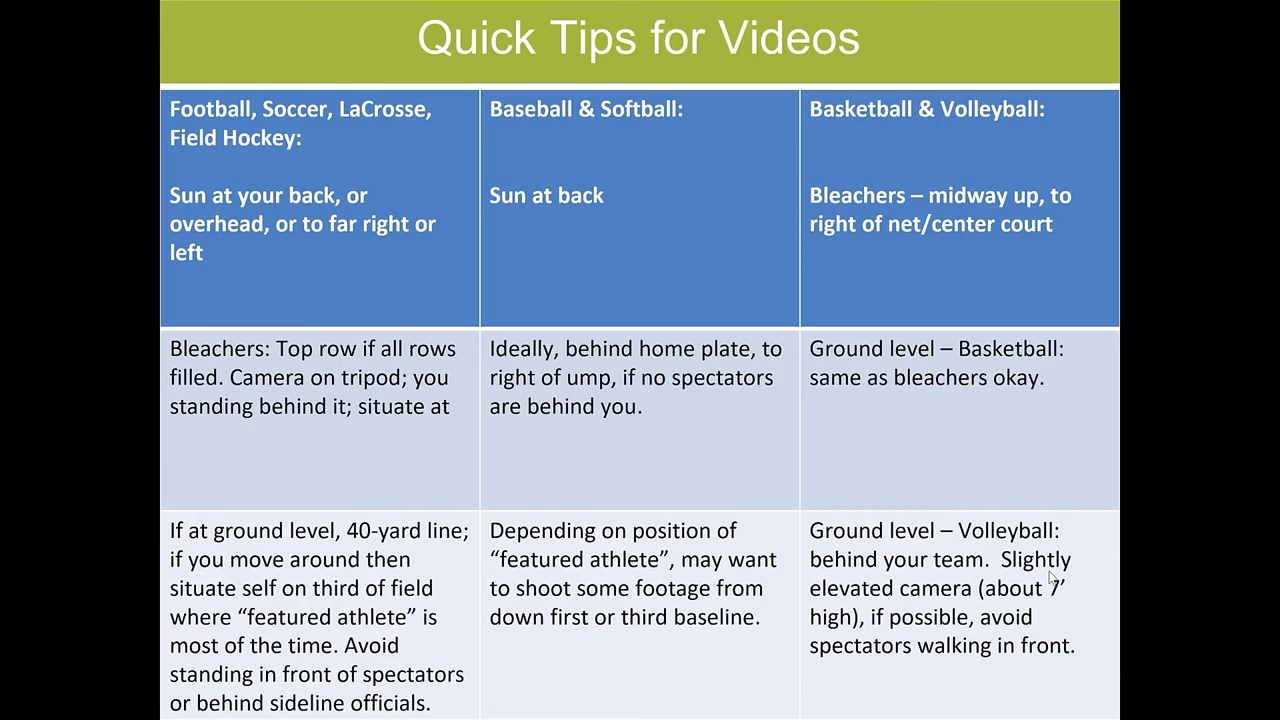 Quick Tips for Videos
Football, Soccer, LaCrosse,
Field Hockey:
Sun at your back, or
overhead, or to far right or
left
Baseball & Softball:
Sun at back
Basketball & Volleyball:
Bleachers – midway up, to
right of net/center court
Bleachers: Top row if all rows
filled. Camera on tripod; you
standing behind it; situate at
Ideally, behind home plate, to
right of ump, if no spectators
are behind you.
Ground level – Basketball:
same as bleachers okay.
If at ground level, 40-yard line;
if you move around then
situate self on third of field
where “featured athlete” is
most of the time. Avoid
standing in front of spectators
or behind sideline officials.
Depending on position of
“featured athlete”, may want
to shoot some footage from
down first or third baseline.
Ground level – Volleyball:
behind your team.  Slightly
elevated camera (about 7’
high), if possible, avoid
spectators walking in front.